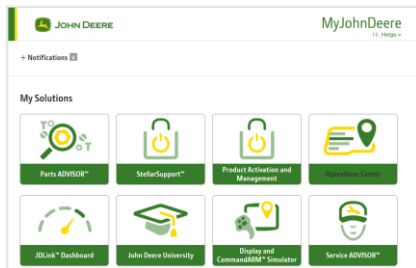 JOHN DEERE
MyJohnDeere
Hi, Helge
+ Notifications
My Solutions
Parts ADVISOR™
StellarSupport™
Product Activation and
Management
Operations Center
JDLink™ Dashboard
John Deere University
Display and
CommandARM™ Simulator
Service ADVISOR™